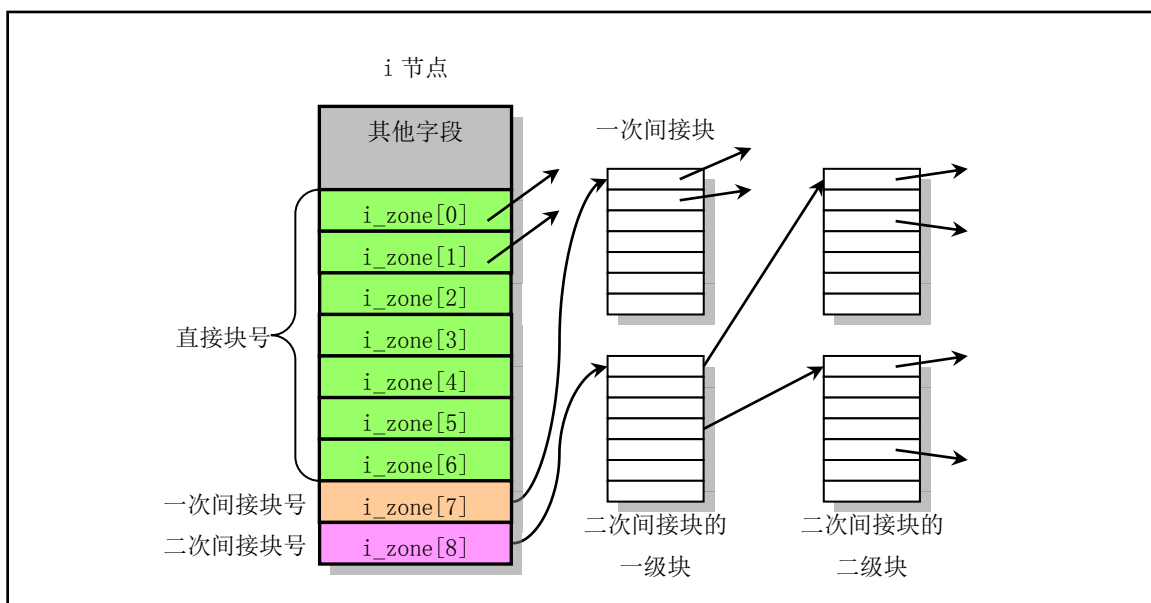 i 节点
其他字段
一次间接块
i_zone[0]
i_zone[1]
i_zone[2]
i_zone[3]
直接块号
i_zone[4]
i_zone[5]
i_zone[6]
一次间接块号
i_zone[7]
二次间接块号
i_zone[8]
二次间接块的
一级块
二次间接块的
二级块